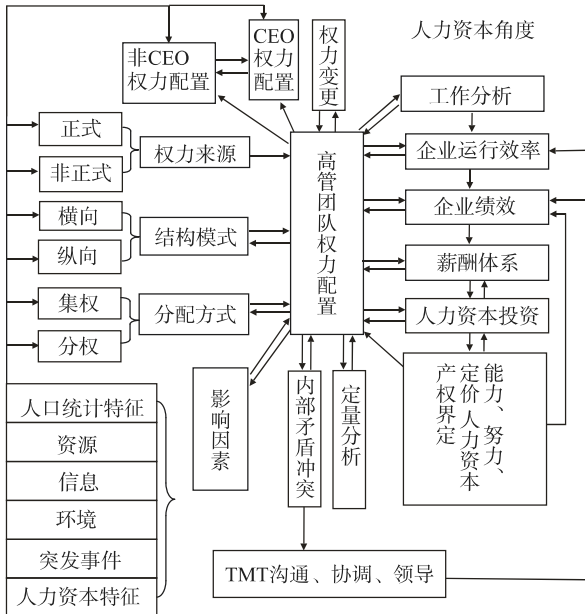 人力资本角度
非CEO
权力配置
CEO
权力
配置
权力变更
工作分析
正式
非正式
权力来源
企业运行效率
横向
纵向
结构模式
高管团队权力配置
企业绩效
薪酬体系
集权
分权
分配方式
人力资本投资
影响因素
内部矛盾冲突
定量分析
能力、努力、
定价人力资本
产权界定
人口统计特征
资源
信息
环境
突发事件
人力资本特征
TMT沟通、协调、领导